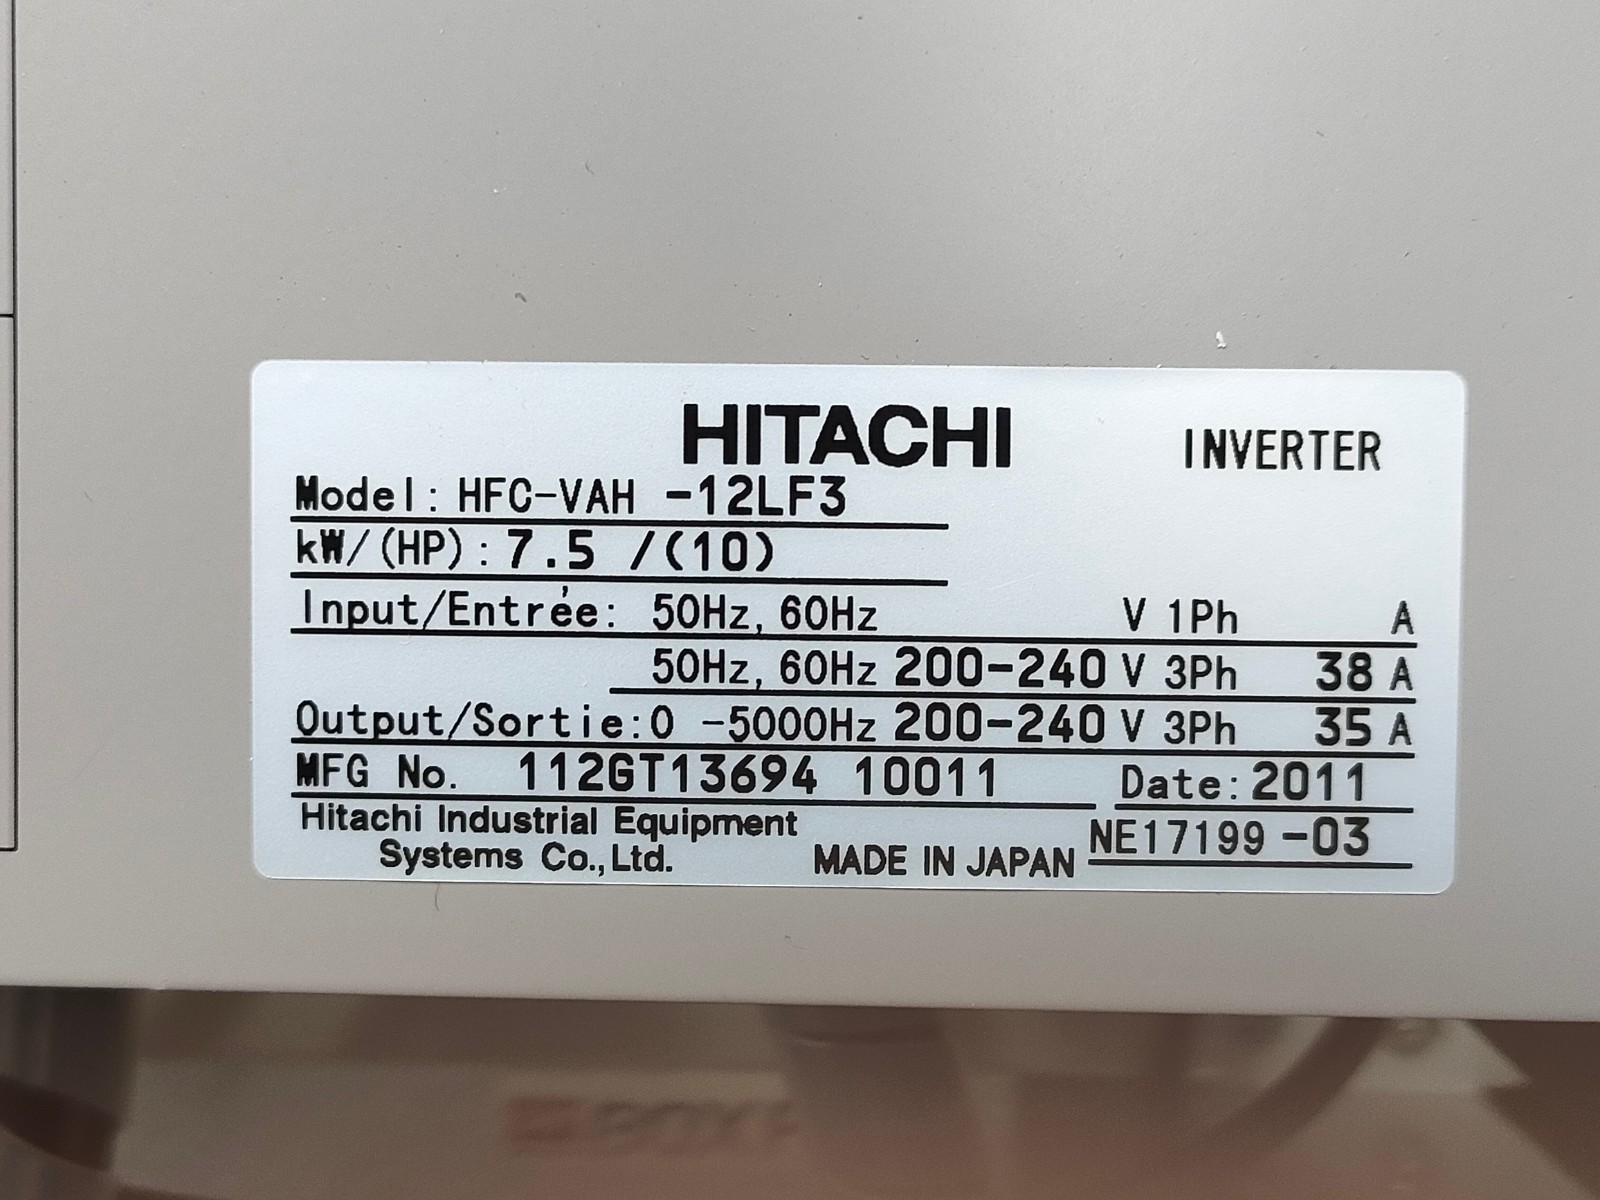 HITACHI INVERTER
Model: HFC-VAH -12LF3
kW/(HP): 7.5 /(10)
Input/Entrée: 50Hz, 60Hz V 1Ph A
50Hz, 60Hz 200-240 V 3Ph 38 A
Output/Sortie: 0 -5000Hz 200-240 V 3Ph 35 A
MFG No. 112GT13694 10011 Date: 2011
Hitachi Industrial Equipment
Systems Co., Ltd. MADE IN JAPAN NE17199 -03